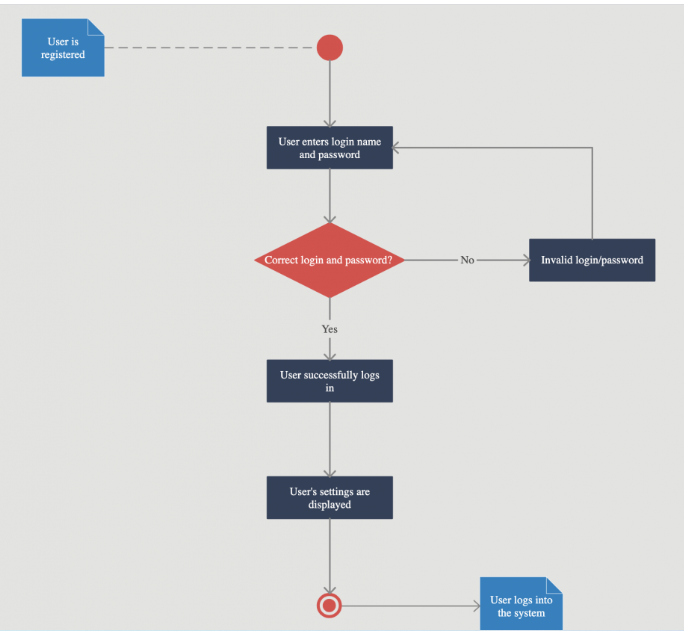 User is
registered
User enters login name
and password
Correct login and password?
No
Invalid login/password
Yes
User successfully logs
in
User's settings are
displayed
User logs into
the system